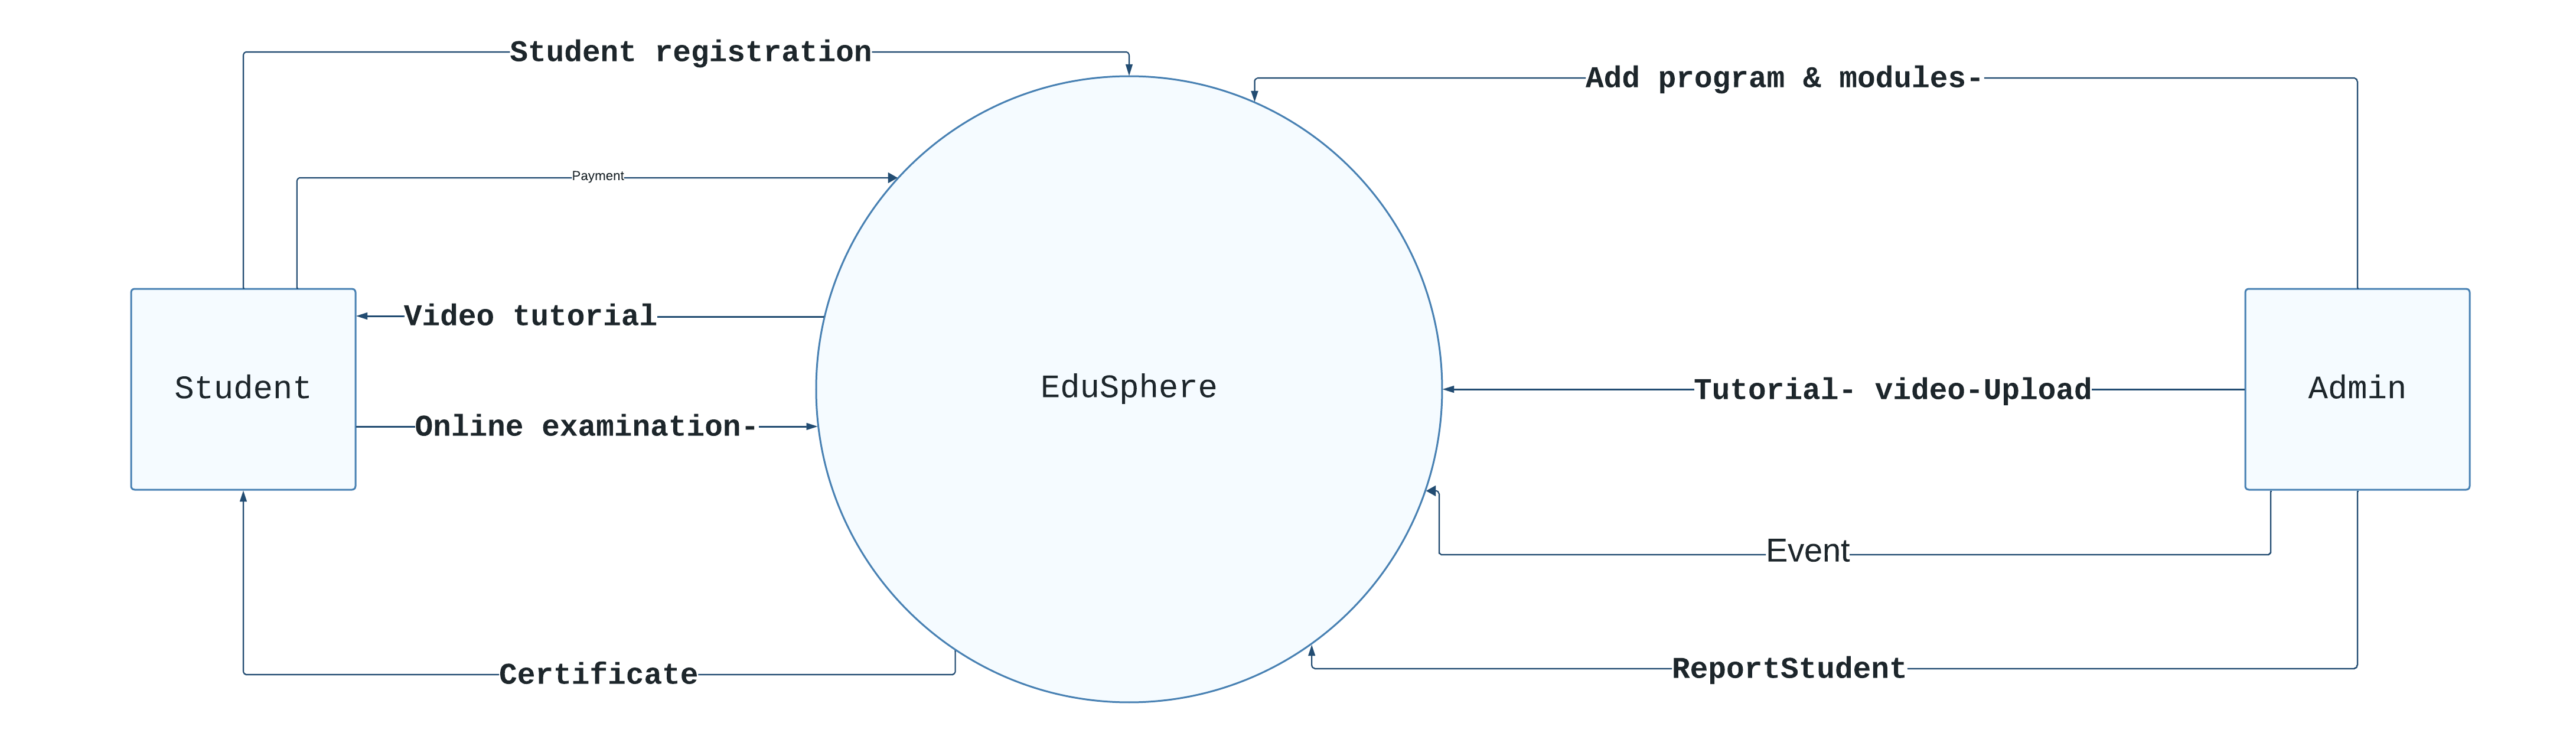 Student registration
Add program & modules-
Payment
Video tutorial
Student
EduSphere
Tutorial- video-Upload
Admin
Online examination-
Event
Certificate
ReportStudent